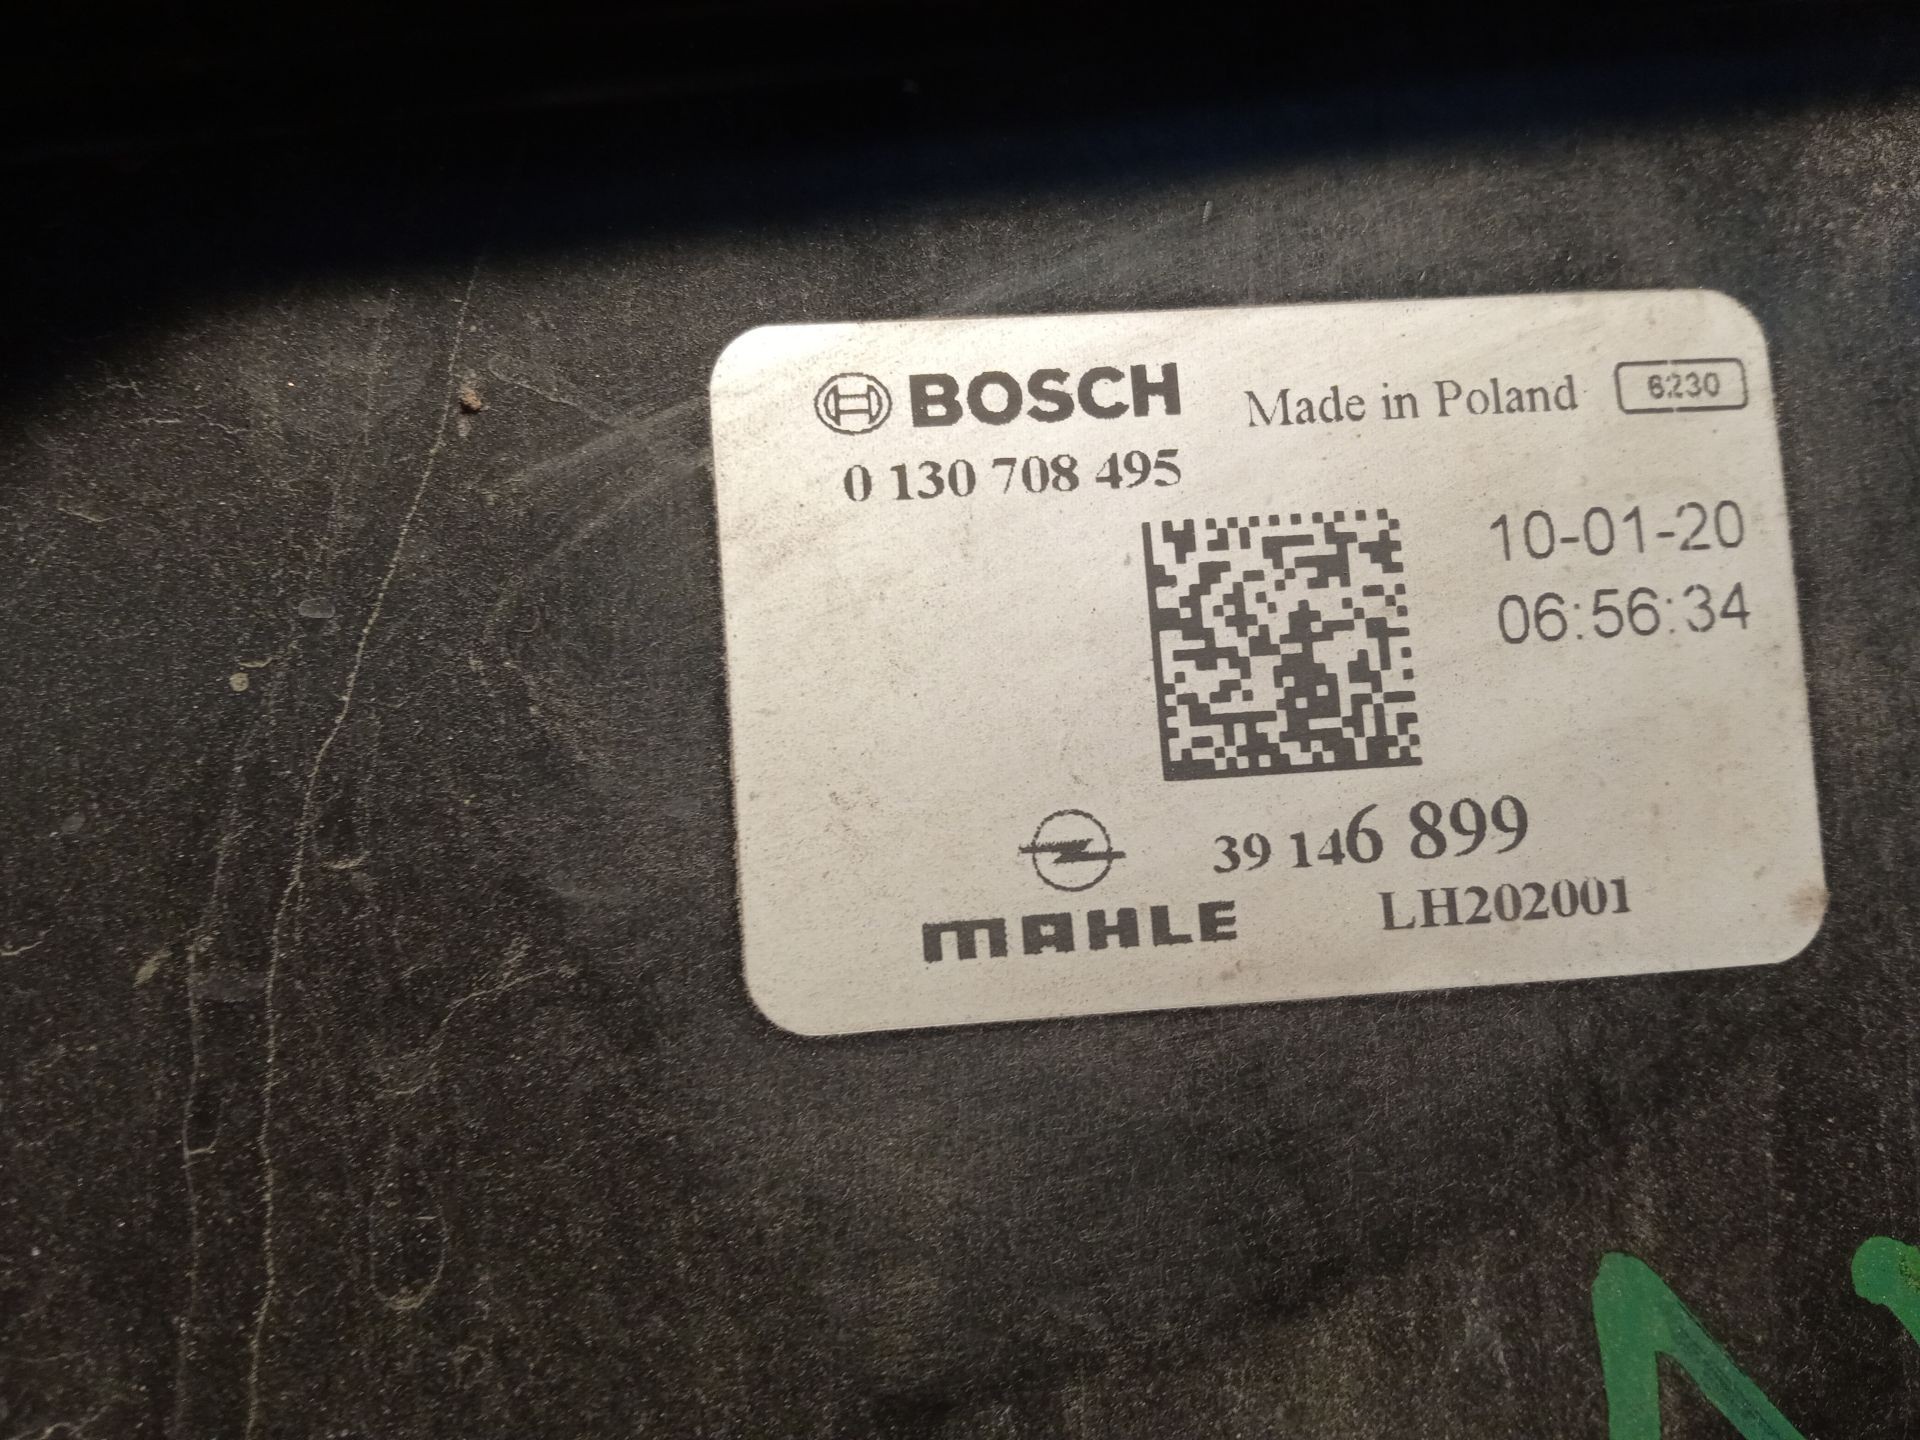 BOSCH Made in Poland 6230
0 130 708 495
10-01-20
06:56:34
39 146 899
MAHLE LH202001